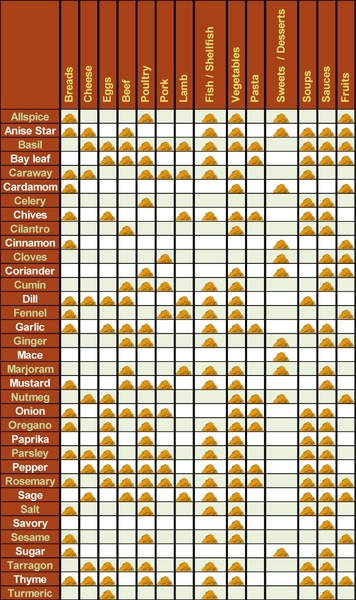 Breads
Cheese
Eggs
Beef
Poultry
Pork
Lamb
Fish / Shellfish
Vegetables
Pasta
Sweets / Desserts
Soups
Sauces
Fruits
Allspice
Anise Star
Basil
Bay leaf
Caraway
Cardamom
Celery
Chives
Cilantro
Cinnamon
Cloves
Coriander
Cumin
Dill
Fennel
Garlic
Ginger
Mace
Marjoram
Mustard
Nutmeg
Onion
Oregano
Paprika
Parsley
Pepper
Rosemary
Sage
Salt
Savory
Sesame
Sugar
Tarragon
Thyme
Turmeric